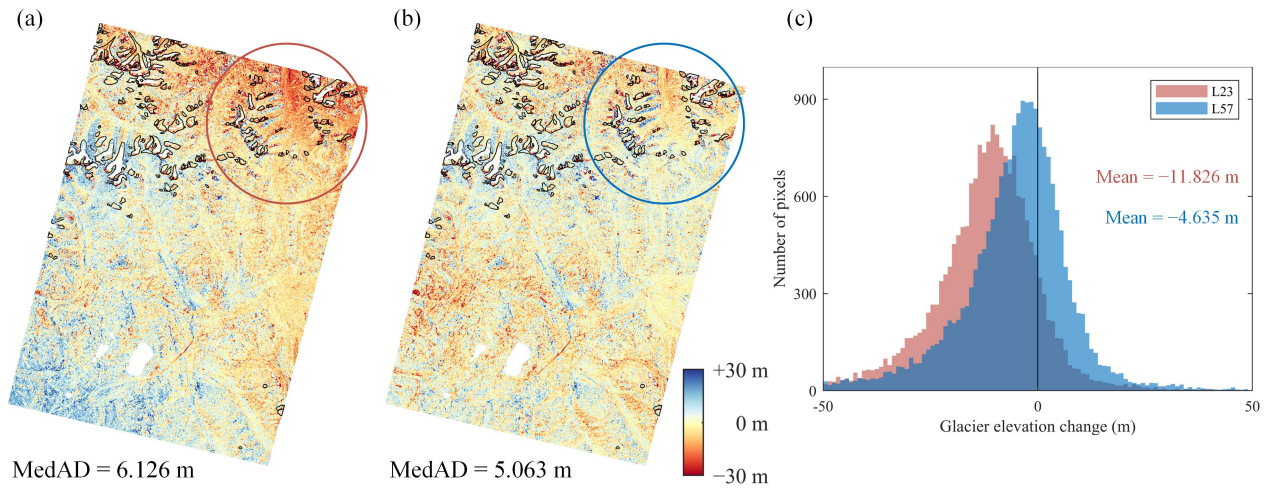 (a)
(b)
(c)
MedAD = 6.126 m
MedAD = 5.063 m
+30 m
0 m
−30 m
900
600
300
0
-50
0
50
Number of pixels
Glacier elevation change (m)
L23
L57
Mean = −11.826 m
Mean = −4.635 m